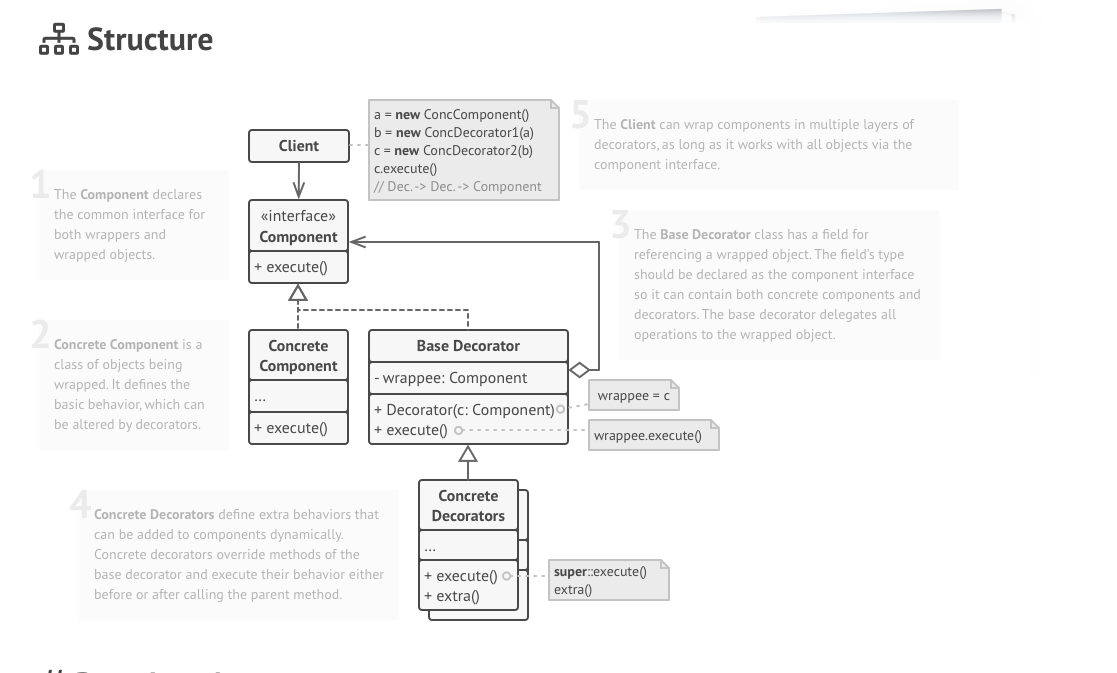 Structure
Client
a = new ConcComponent()
b = new ConcDecorator1(a)
c = new ConcDecorator2(b)
c.execute()
// Dec. -> Dec. -> Component
5
The Client can wrap components in multiple layers of
decorators, as long as it works with all objects via the
component interface.
1
The Component declares
the common interface for
both wrappers and
wrapped objects.
«interface»
Component
+ execute()
3
The Base Decorator class has a field for
referencing a wrapped object. The field's type
should be declared as the component interface
so it can contain both concrete components and
decorators. The base decorator delegates all
operations to the wrapped object.
2
Concrete Component is a
class of objects being
wrapped. It defines the
basic behavior, which can
be altered by decorators.
Concrete
Component
...
+ execute()
Base Decorator
- wrappee: Component
+ Decorator(c: Component)
+ execute()
wrappee = c
wrappee.execute()
4
Concrete Decorators define extra behaviors that
can be added to components dynamically.
Concrete decorators override methods of the
base decorator and execute their behavior either
before or after calling the parent method.
Concrete
Decorators
...
+ execute()
+ extra()
super::execute()
extra()